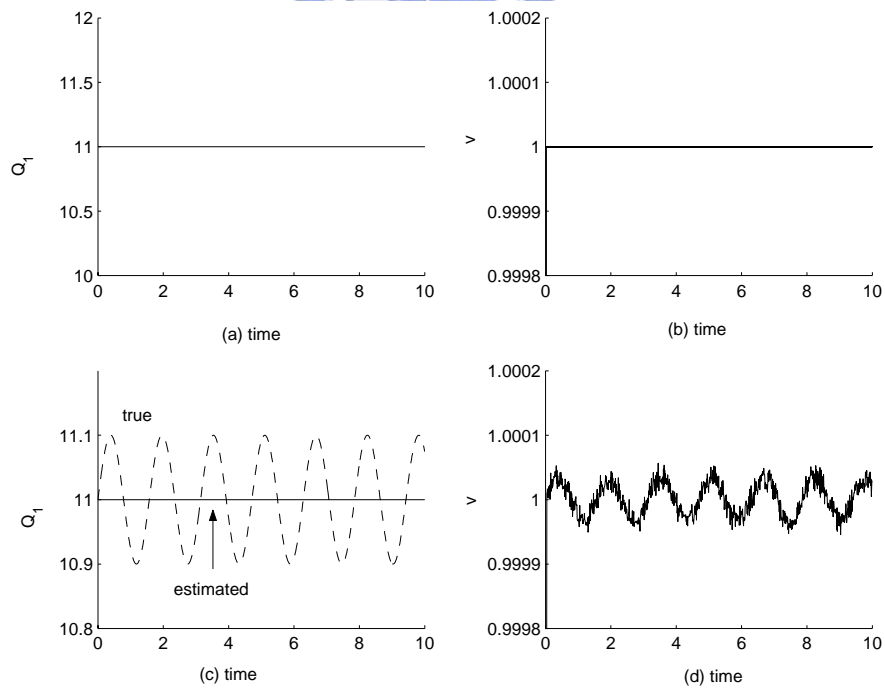 12
11.5
11
10.5
10
Q1
0 2 4 6 8 10
(a) time
1.0002
1.0001
1
0.9999
0.9998
v
0 2 4 6 8 10
(b) time
11.1
11
10.9
10.8
Q1
true
estimated
0 2 4 6 8 10
(c) time
1.0002
1.0001
1
0.9999
0.9998
v
0 2 4 6 8 10
(d) time